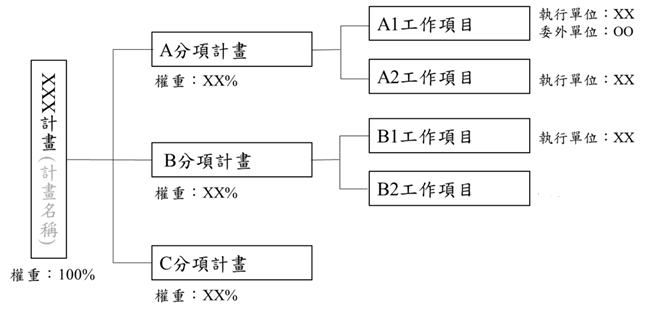 XXX計畫(計畫名稱)
權重：100%
A分項計畫
權重：XX%
B分項計畫
權重：XX%
C分項計畫
權重：XX%
A1工作項目
執行單位：XX
委外單位：OO
A2工作項目
執行單位：XX
B1工作項目
執行單位：XX
B2工作項目